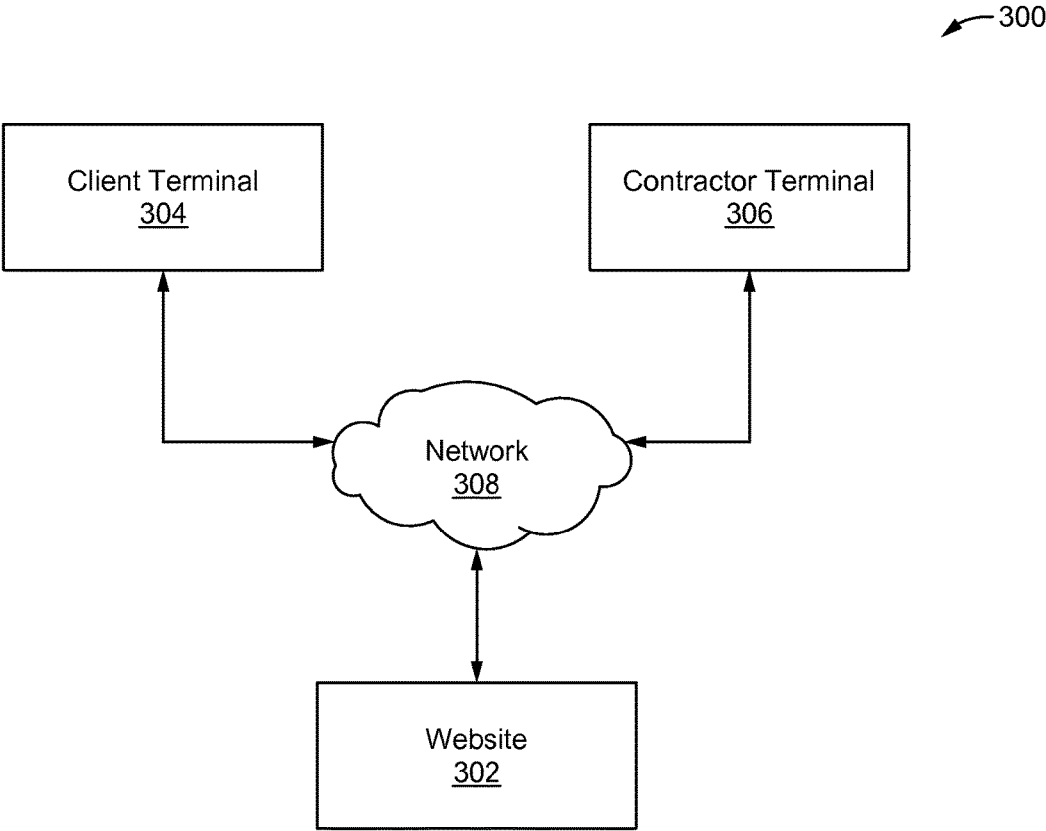 300
Client Terminal
304
Contractor Terminal
306
Network
308
Website
302